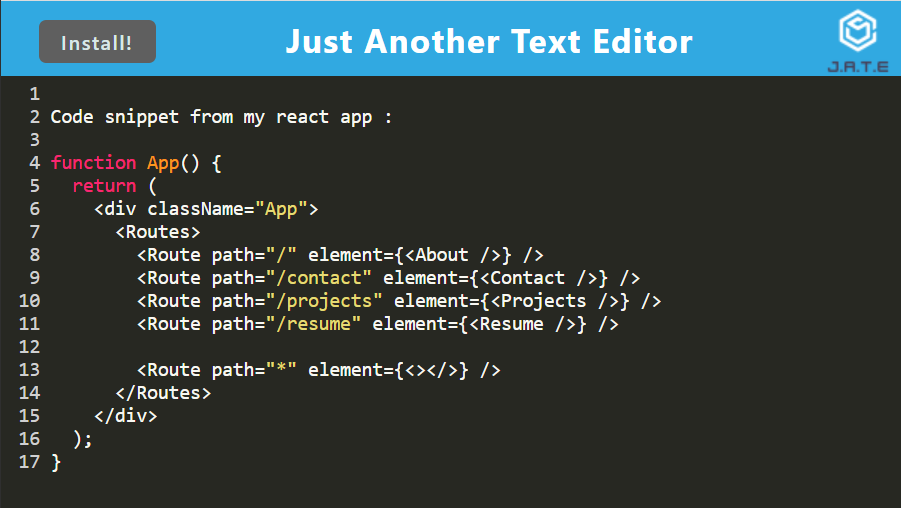 Install!
Just Another Text Editor
J.A.T.E
1
2 Code snippet from my react app :
3
4 function App() {
5   return (
6     <div className="App">
7       <Routes>
8         <Route path="/" element={<About />} />
9         <Route path="/contact" element={<Contact />} />
10         <Route path="/projects" element={<Projects />} />
11         <Route path="/resume" element={<Resume />} />
12
13         <Route path="*" element={<></>} />
14       </Routes>
15     </div>
16   );
17 }